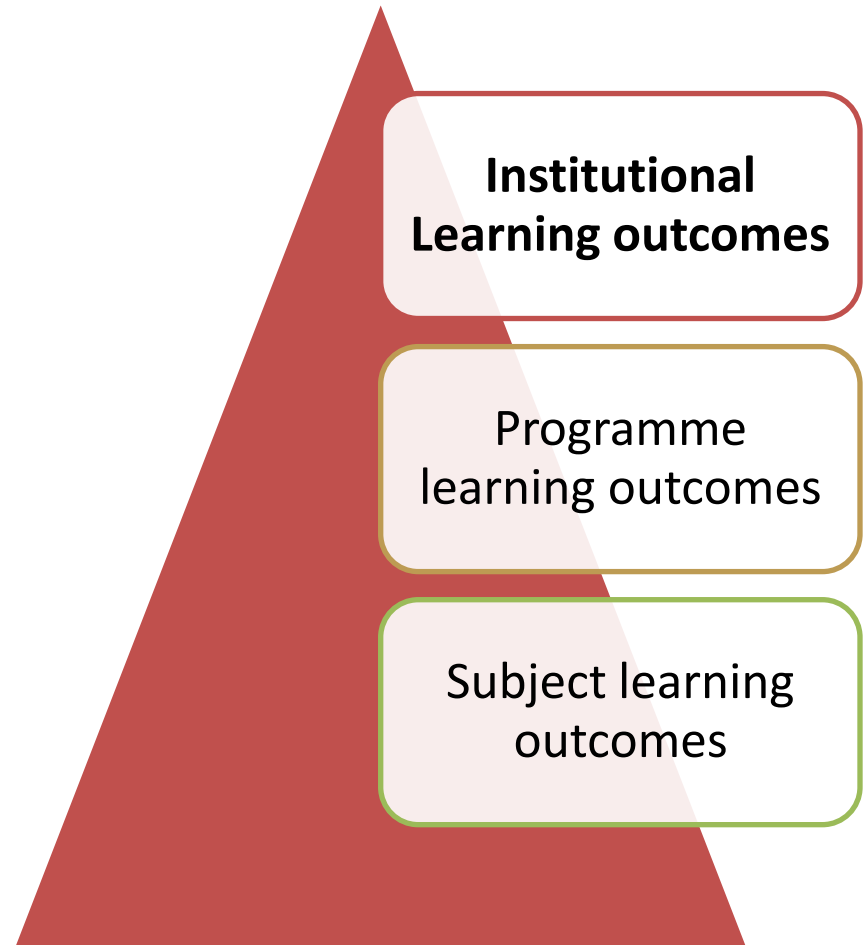 Institutional
Learning outcomes
Programme
learning outcomes
Subject learning
outcomes